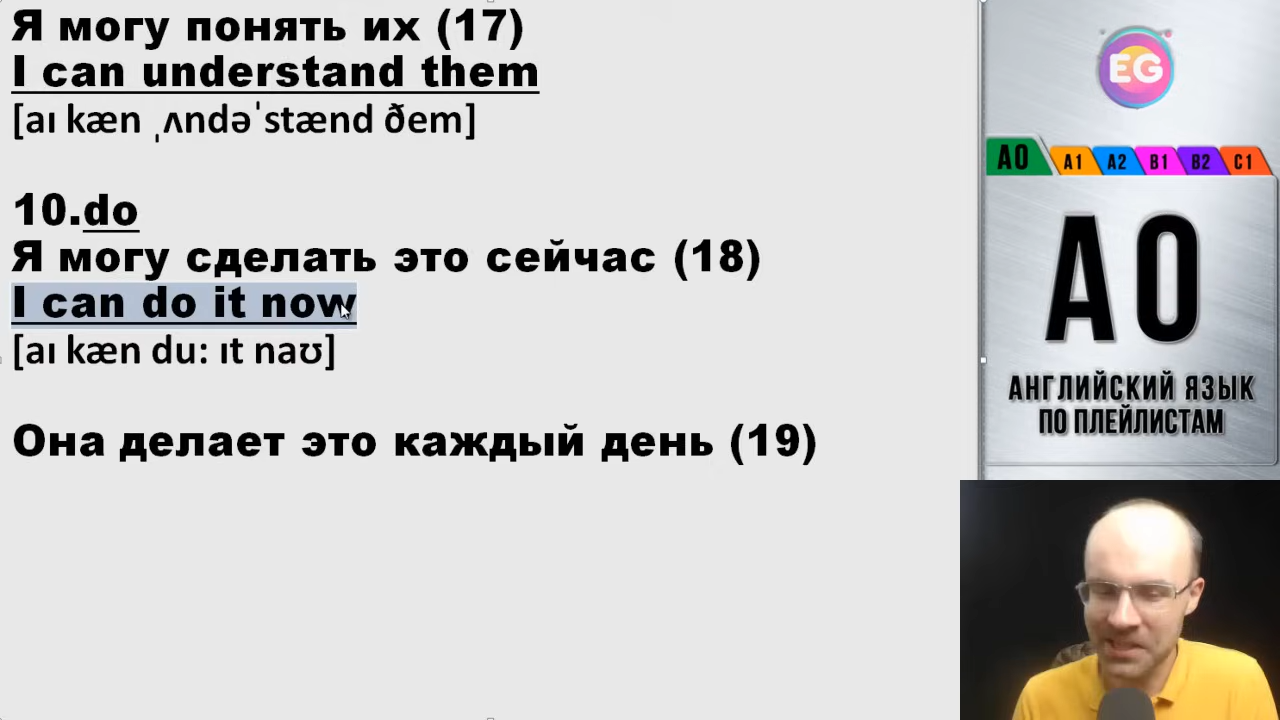 Я могу понять их (17)
I can understand them
[aɪ kæn ˌʌndəˈstænd ðem]
10.do
Я могу сделать это сейчас (18)
I can do it now
[aɪ kæn du: ɪt naʊ]
Она делает это каждый день (19)
EG
A0 A1 A2 B1 B2 C1
A0
АНГЛИЙСКИЙ ЯЗЫК
ПО ПЛЕЙЛИСТАМ